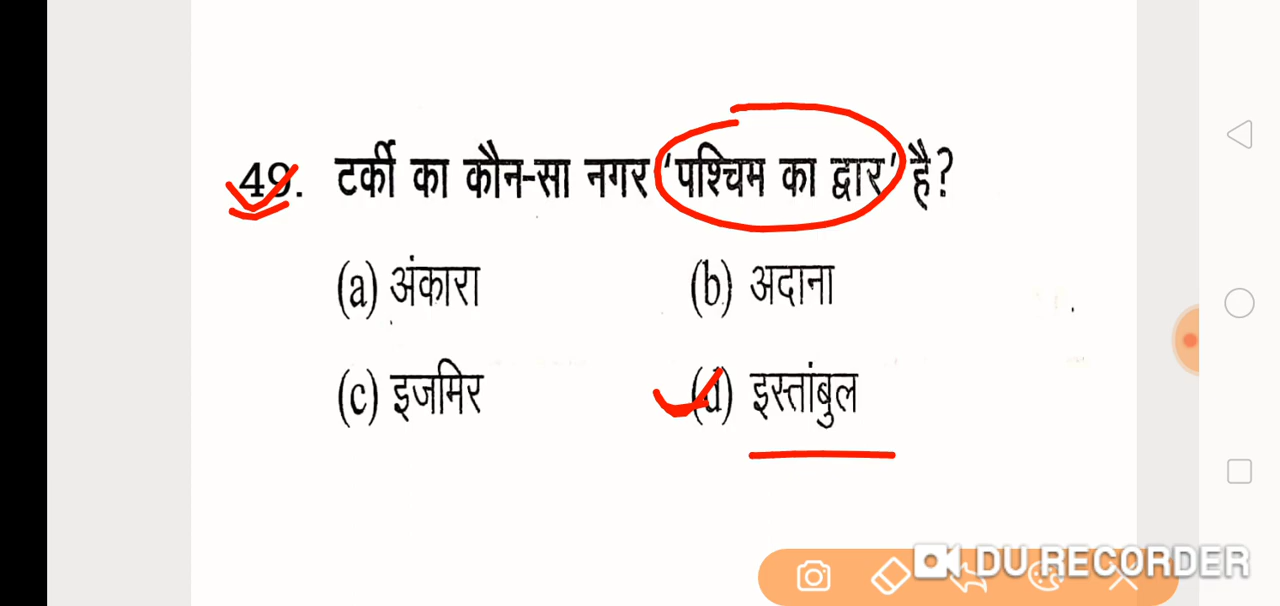 49. टर्की का कौन-सा नगर 'पश्चिम का द्वार' है?
(a) अंकारा (b) अदाना
(c) इजमिर (d) इस्तांबुल
DU RECORDER